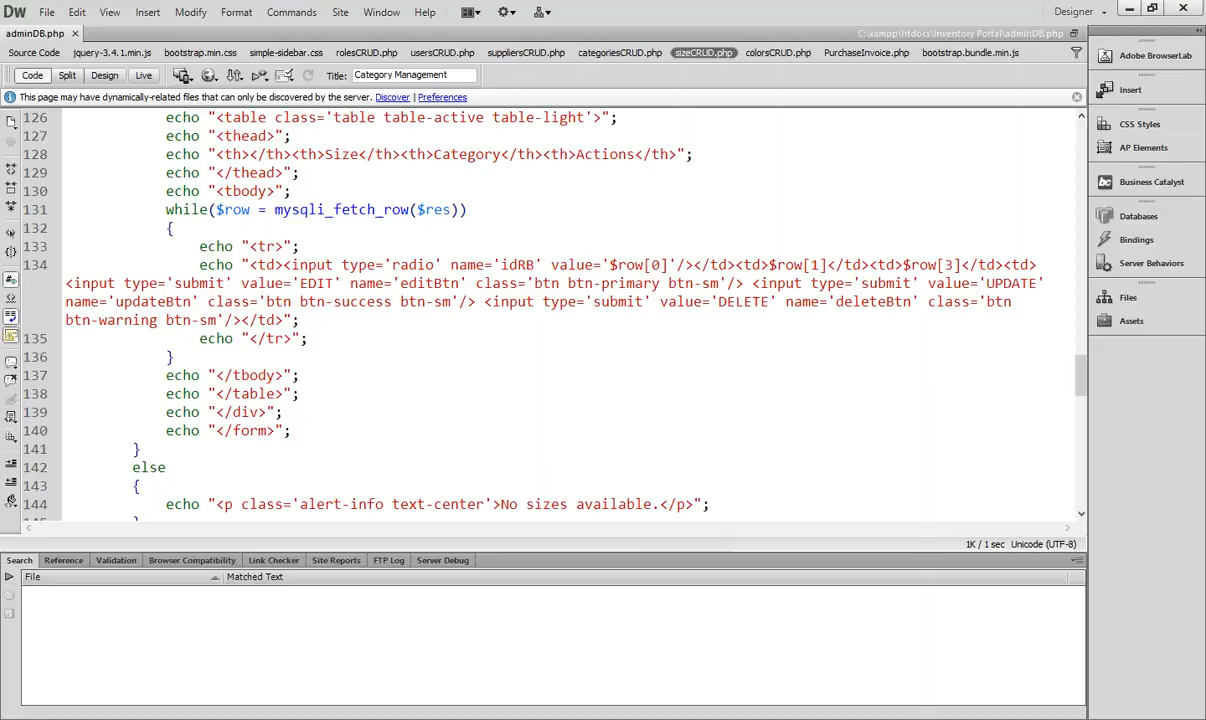 DW File Edit View Insert Modify Format Commands Site Window Help Designer
adminDB.php C:\xampp\htdocs\Inventory Portal\adminDB.php
Source Code jquery-3.4.1.min.js bootstrap.min.css simple-sidebar.css rolesCRUD.php usersCRUD.php suppliersCRUD.php categoriesCRUD.php sizeCRUD.php colorsCRUD.php PurchaseInvoice.php bootstrap.bundle.min.js
Code Split Design Live Title: Category Management
This page may have dynamically-related files that can only be discovered by the server. Discover | Preferences
126 echo "<table class='table table-active table-light'>";
127 echo "<thead>";
128 echo "<th></th><th>Size</th><th>Category</th><th>Actions</th>";
129 echo "</thead>";
130 echo "<tbody>";
131 while($row = mysqli_fetch_row($res))
132 {
133 echo "<tr>";
134 echo "<td><input type='radio' name='idRB' value='$row[0]'/></td><td>$row[1]</td><td>$row[3]</td><td>
<input type='submit' value='EDIT' name='editBtn' class='btn btn-primary btn-sm'/> <input type='submit' value='UPDATE'
name='updateBtn' class='btn btn-success btn-sm'/> <input type='submit' value='DELETE' name='deleteBtn' class='btn
btn-warning btn-sm'/></td>";
135 echo "</tr>";
136 }
137 echo "</tbody>";
138 echo "</table>";
139 echo "</div>";
140 echo "</form>";
141 }
142 else
143 {
144 echo "<p class='alert-info text-center'>No sizes available.</p>";
145 }
1K / 1 sec Unicode (UTF-8)
Search Reference Validation Browser Compatibility Link Checker Site Reports FTP Log Server Debug
File Matched Text
Adobe BrowserLab
Insert
CSS Styles
AP Elements
Business Catalyst
Databases
Bindings
Server Behaviors
Files
Assets